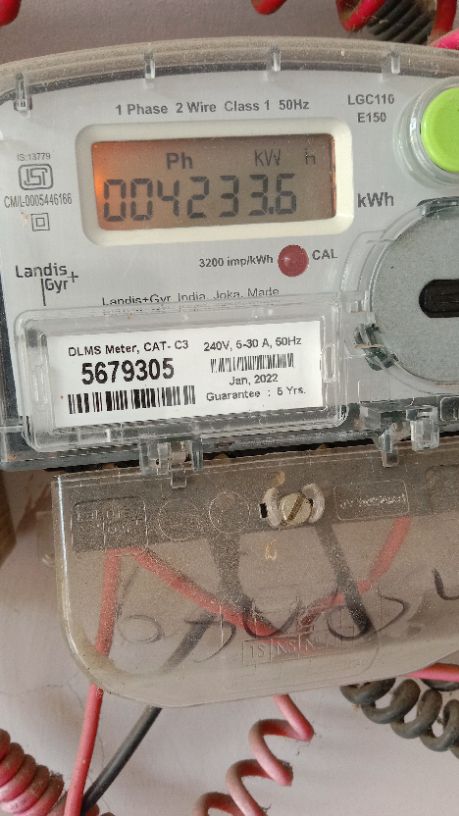 1 Phase 2 Wire Class 1 50Hz
LGC110
E150
IS:13779
ISI
CM/L-0005446166
Ph KW h
004233.6
kWh
3200 imp/kWh
CAL
Landis+
Gyr
Landis+Gyr India, Joka, Made
DLMS Meter, CAT- C3
5679305
240V, 5-30 A, 50Hz
Jan, 2022
Guarantee : 5 Yrs.